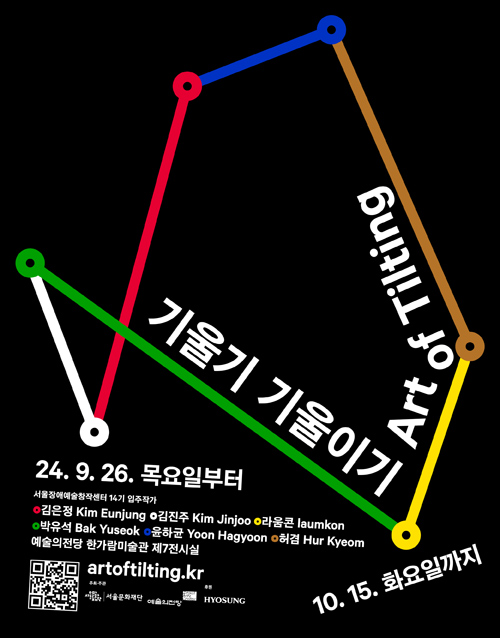 Art of Tilting
기울기 기울이기
24. 9. 26. 목요일부터
서울장애예술창작센터 14기 입주작가
김은정 Kim Eunjung 김진주 Kim Jinjoo 라움콘 laumkon
박유석 Bak Yuseok 윤하균 Yoon Hagyoon 허겸 Hur Kyeom
예술의전당 한가람미술관 제7전시실
artoftilting.kr
10. 15. 화요일까지
주최·주관
후원
서울문화재단
예술의전당
HYOSUNG